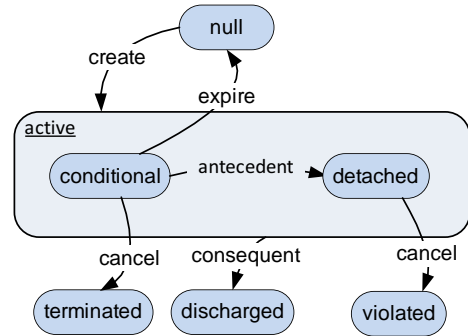 null
create
expire
active
conditional
antecedent
detached
cancel
consequent
cancel
terminated
discharged
violated